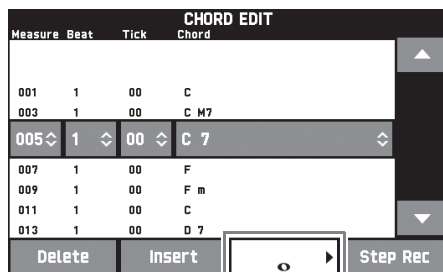 CHORD EDIT
Measure Beat Tick Chord
001 1 00 C
003 1 00 C M7
005 1 00 C 7
007 1 00 F
009 1 00 F m
011 1 00 C
013 1 00 D 7
Delete Insert Step Rec